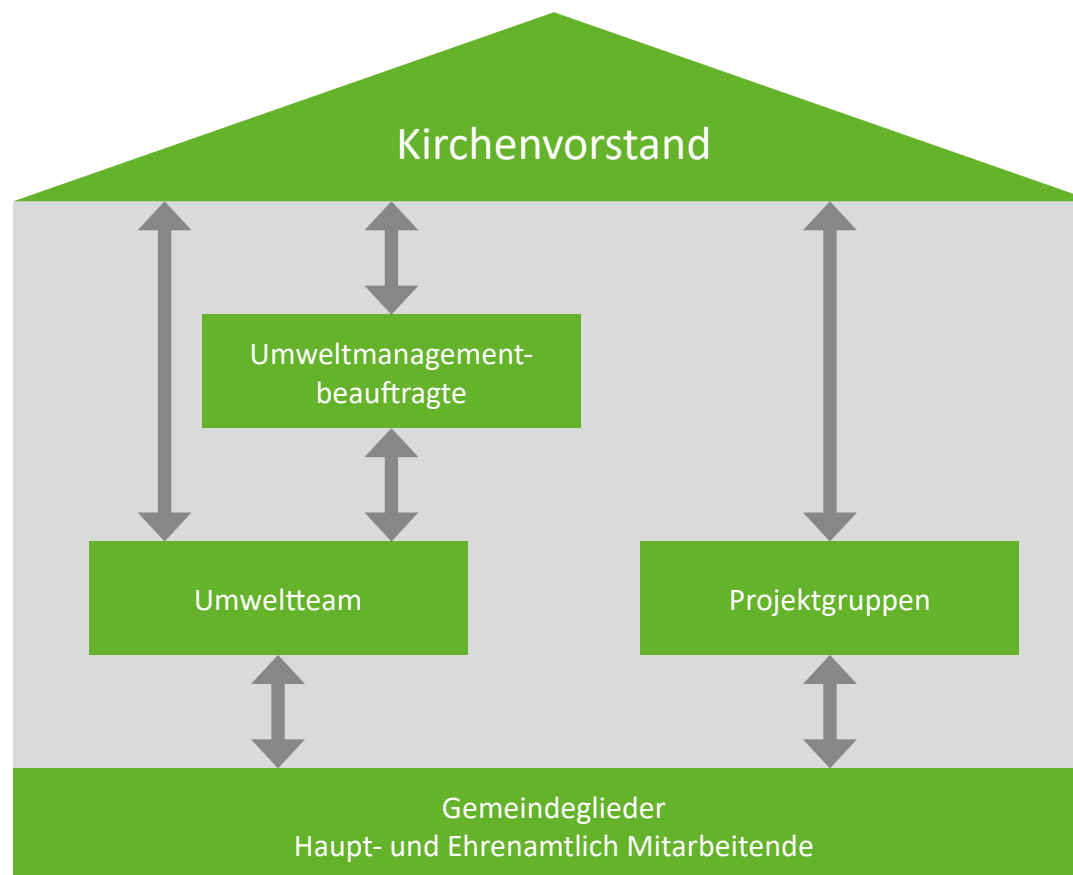 Kirchenvorstand
Umweltmanagement-
beauftragte
Umweltteam
Projektgruppen
Gemeindeglieder
Haupt- und Ehrenamtlich Mitarbeitende